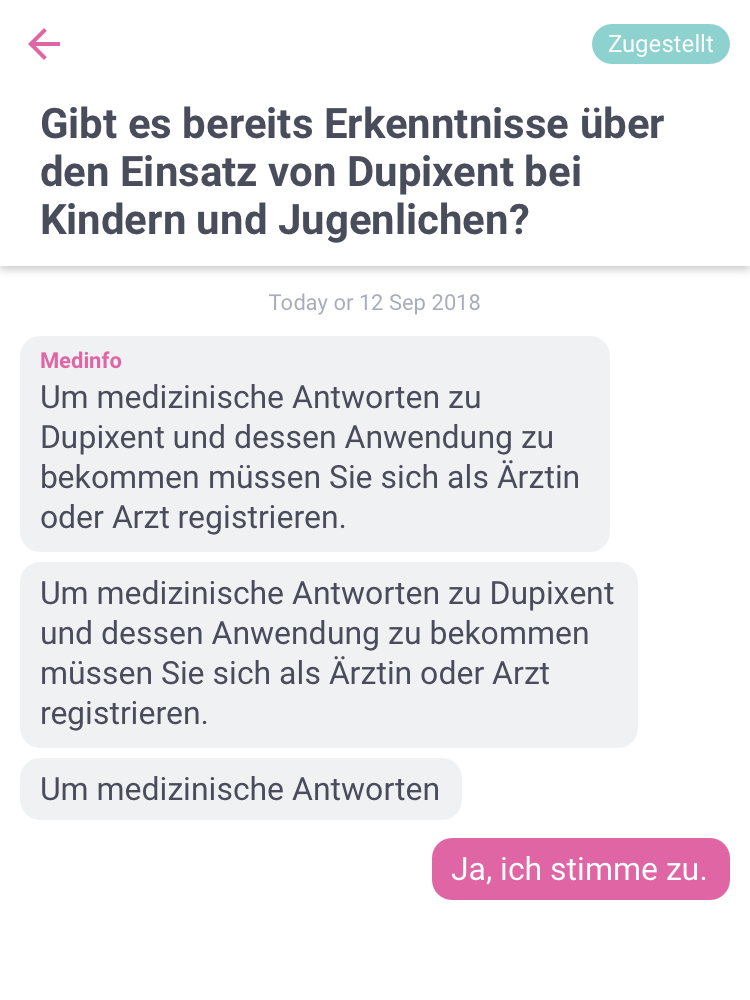 Zugestellt
Gibt es bereits Erkenntnisse über
den Einsatz von Dupixent bei
Kindern und Jugenlichen?
Today or 12 Sep 2018
Medinfo
Um medizinische Antworten zu
Dupixent und dessen Anwendung zu
bekommen müssen Sie sich als Ärztin
oder Arzt registrieren.
Um medizinische Antworten zu Dupixent
und dessen Anwendung zu bekommen
müssen Sie sich als Ärztin oder Arzt
registrieren.
Um medizinische Antworten
Ja, ich stimme zu.